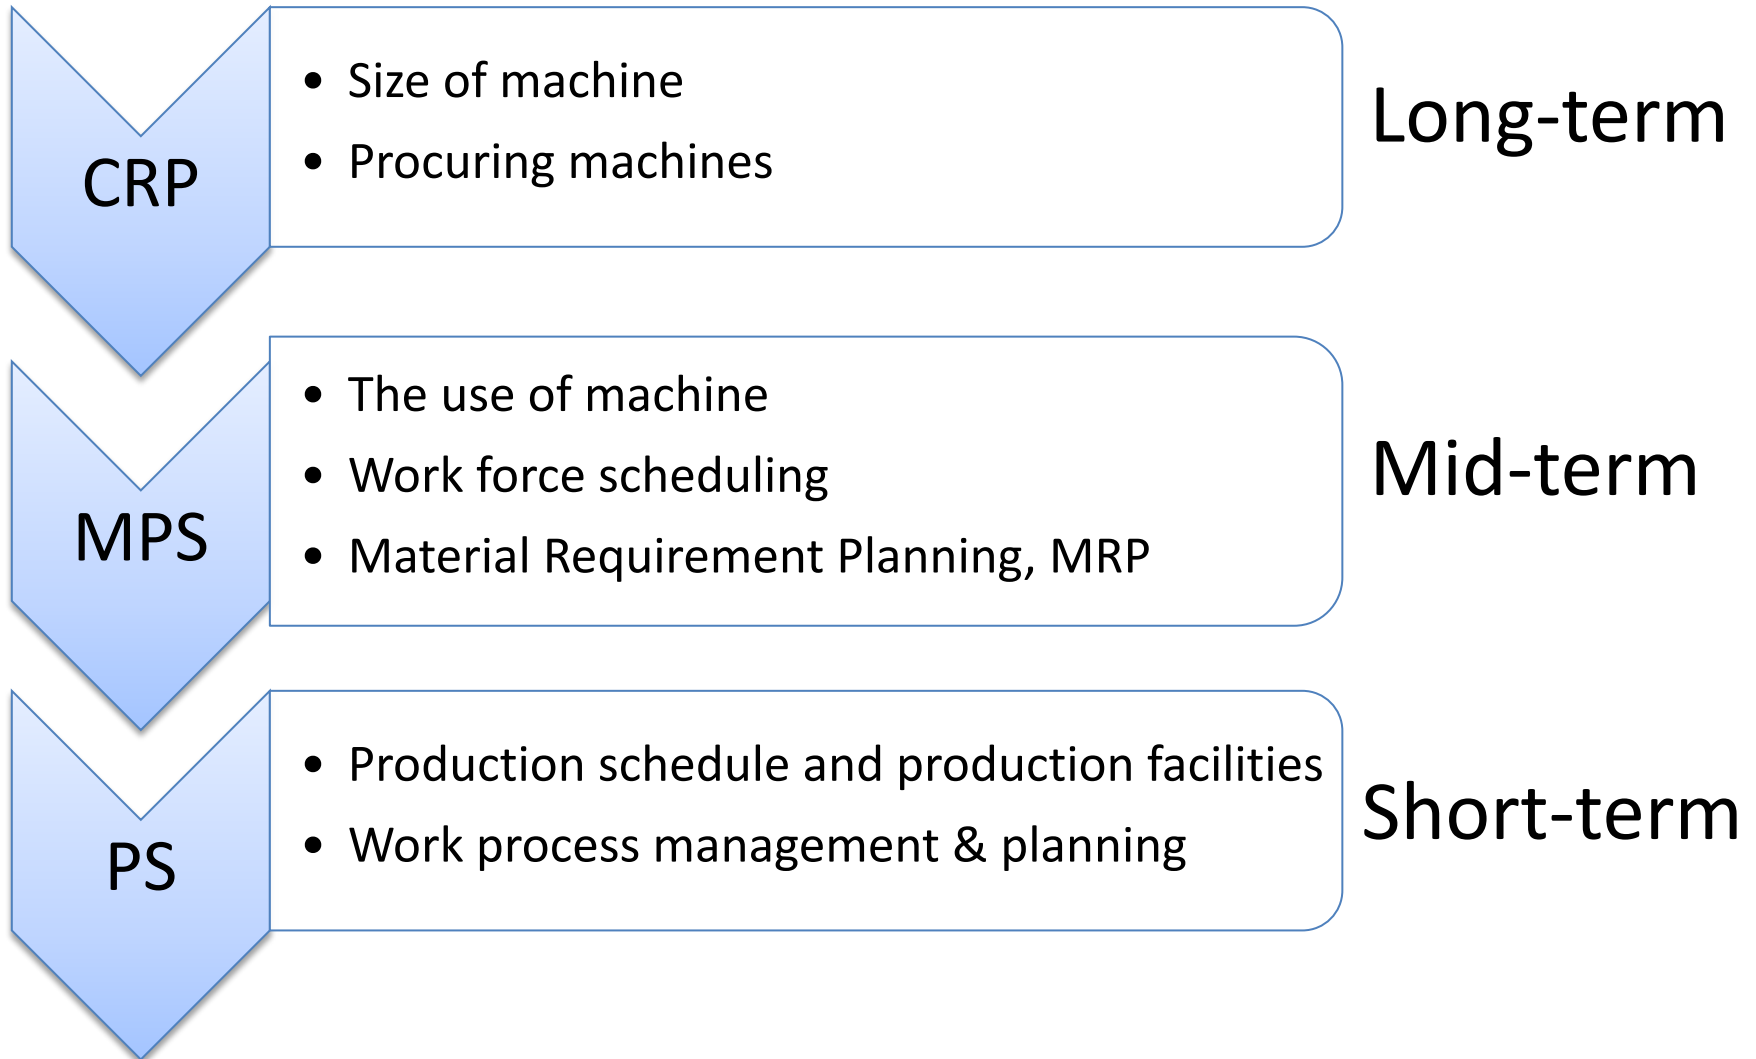 CRP
• Size of machine
• Procuring machines
Long-term
MPS
• The use of machine
• Work force scheduling
• Material Requirement Planning, MRP
Mid-term
PS
• Production schedule and production facilities
• Work process management & planning
Short-term